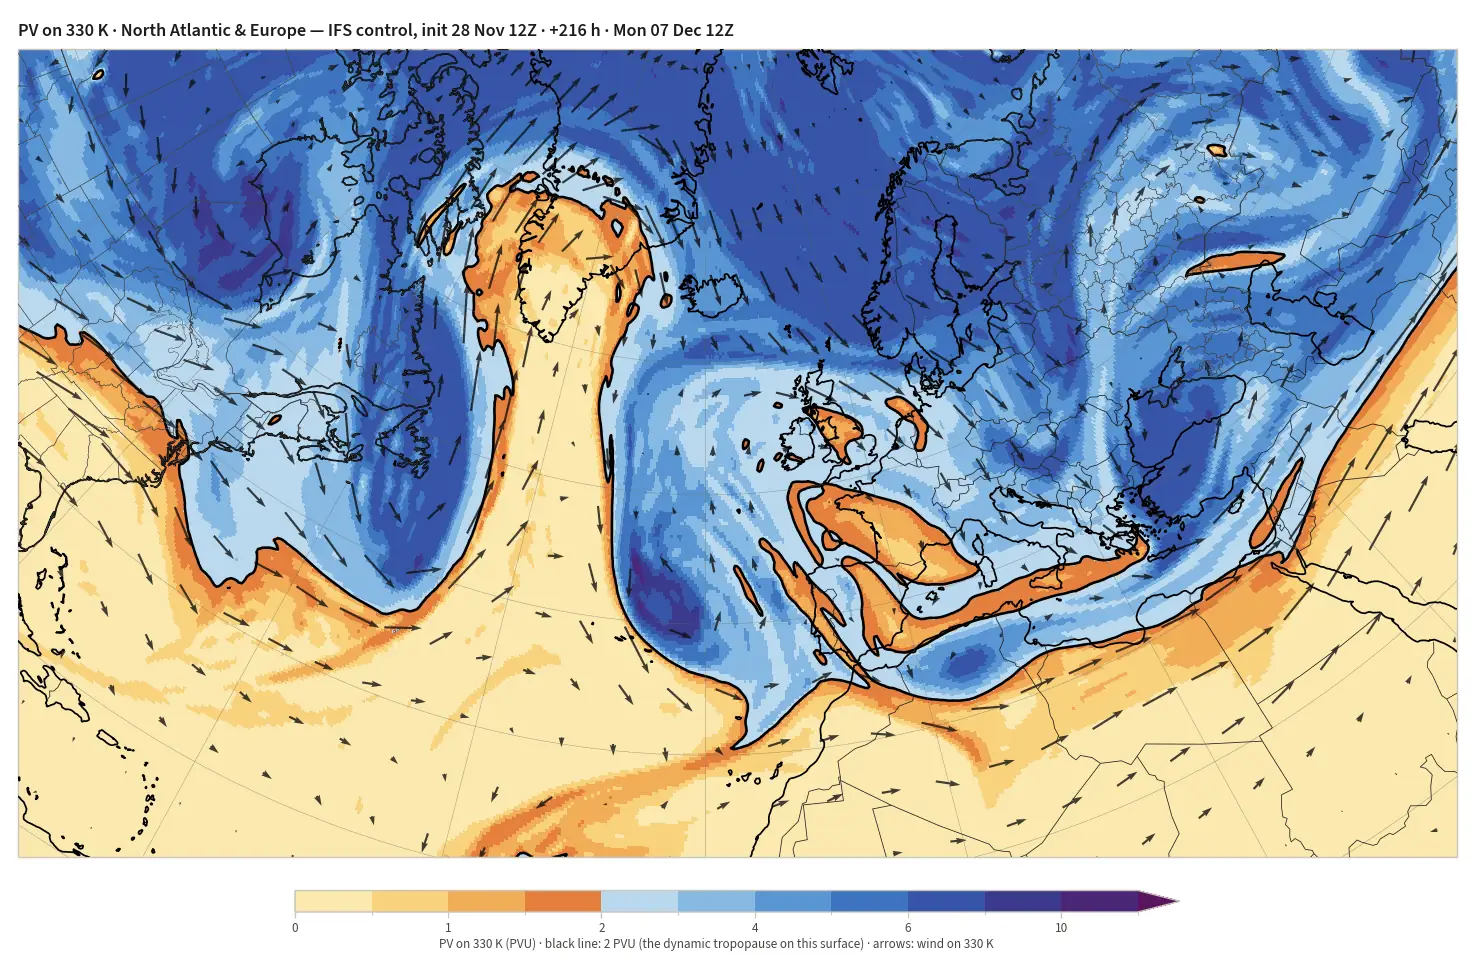 PV on 330 K · North Atlantic & Europe — IFS control, init 28 Nov 12Z · +216 h · Mon 07 Dec 12Z
0 1 2 4 6 10
PV on 330 K (PVU) · black line: 2 PVU (the dynamic tropopause on this surface) · arrows: wind on 330 K